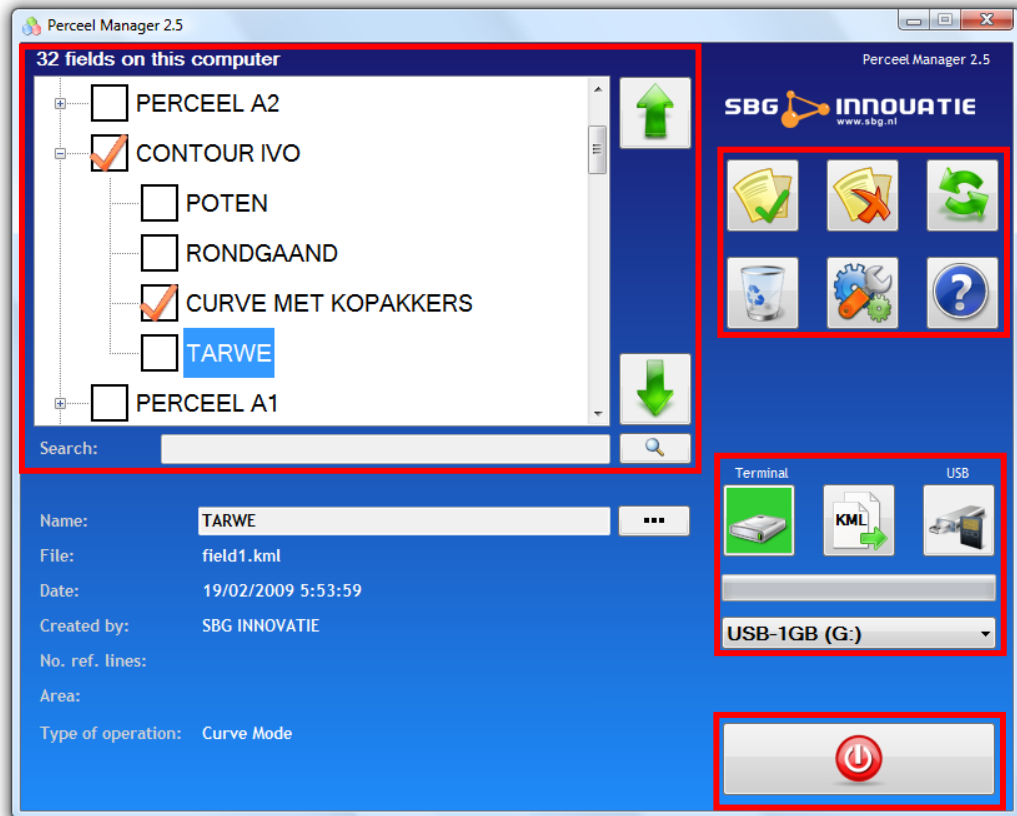 Perceel Manager 2.5
32 fields on this computer
Perceel Manager 2.5
PERCEEL A2
SBG INNOVATIE
www.sbg.nl
CONTOUR IVO
POTEN
RONDGAAND
CURVE MET KOPAKKERS
TARWE
PERCEEL A1
Search:
Terminal
USB
KML
Name:
TARWE
...
File:
field1.kml
Date:
19/02/2009 5:53:59
Created by:
SBG INNOVATIE
USB-1GB (G:)
No. ref. lines:
Area:
Type of operation:
Curve Mode